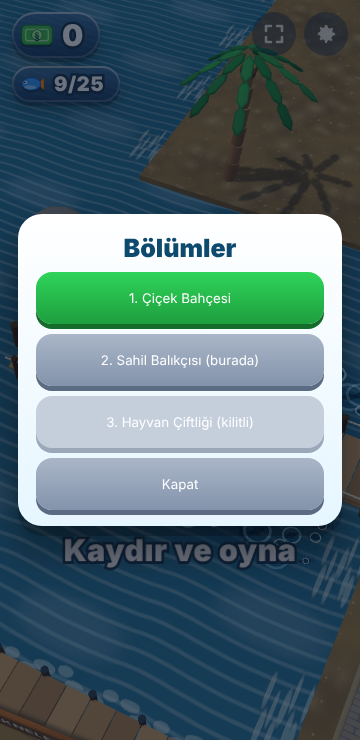 0
9/25
Bölümler
1. Çiçek Bahçesi
2. Sahil Balıkçısı (burada)
3. Hayvan Çiftliği (kilitli)
Kapat
Kaydır ve oyna